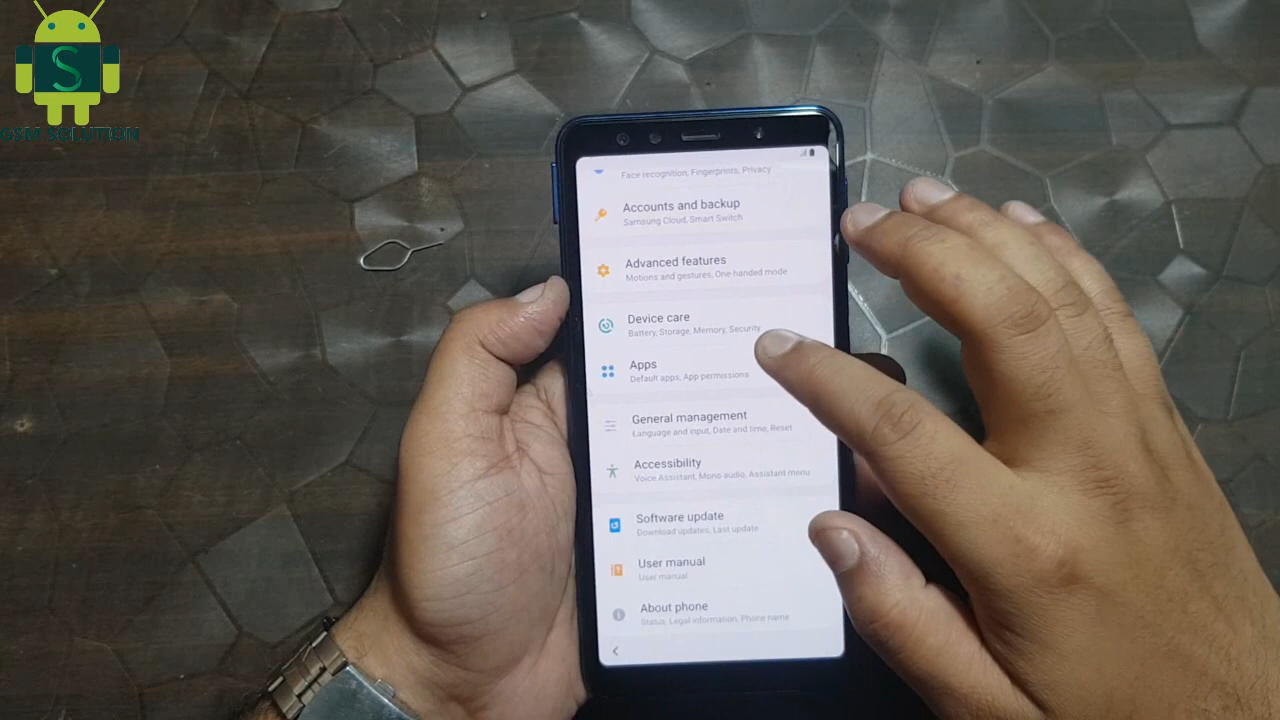 S
GSM SOLUTION
Face recognition, Fingerprints, Privacy
Accounts and backup
Samsung Cloud, Smart Switch
Advanced features
Motions and gestures, One-handed mode
Device care
Battery, Storage, Memory, Security
Apps
Default apps, App permissions
General management
Language and input, Date and time, Reset
Accessibility
Voice Assistant, Mono audio, Assistant menu
Software update
Download updates, Last update
User manual
User manual
About phone
Status, Legal information, Phone name